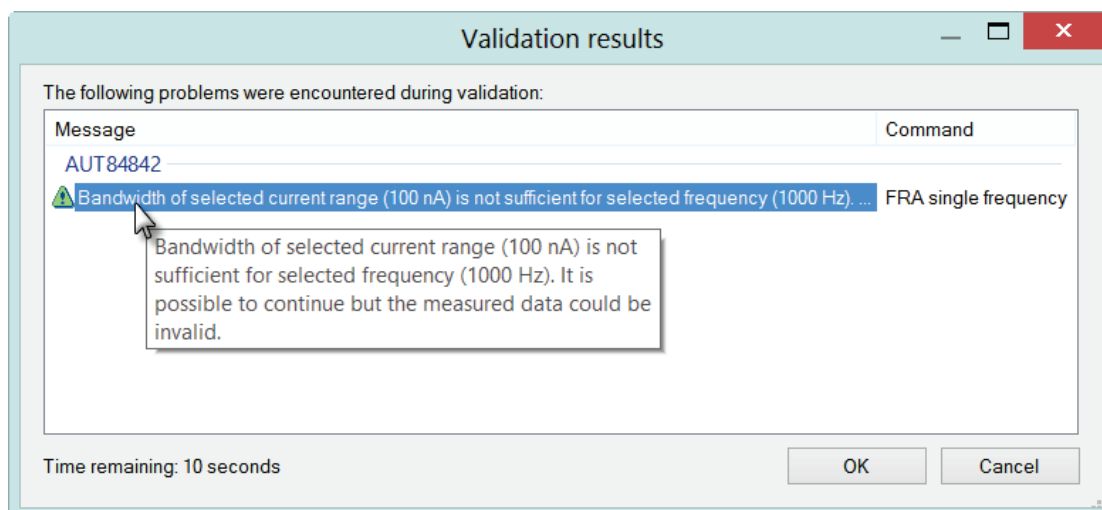 Validation results
The following problems were encountered during validation:
Message Command
AUT84842
Bandwidth of selected current range (100 nA) is not sufficient for selected frequency (1000 Hz). ... FRA single frequency
Bandwidth of selected current range (100 nA) is not
sufficient for selected frequency (1000 Hz). It is
possible to continue but the measured data could be
invalid.
Time remaining: 10 seconds OK Cancel